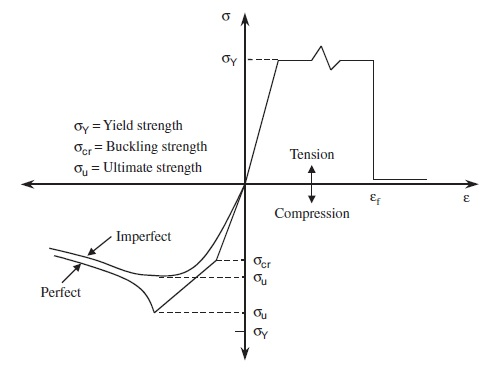 σ
σY
σY = Yield strength
σcr = Buckling strength
σu = Ultimate strength
Tension
Compression
εf
ε
Imperfect
Perfect
σcr
σu
σu
σY